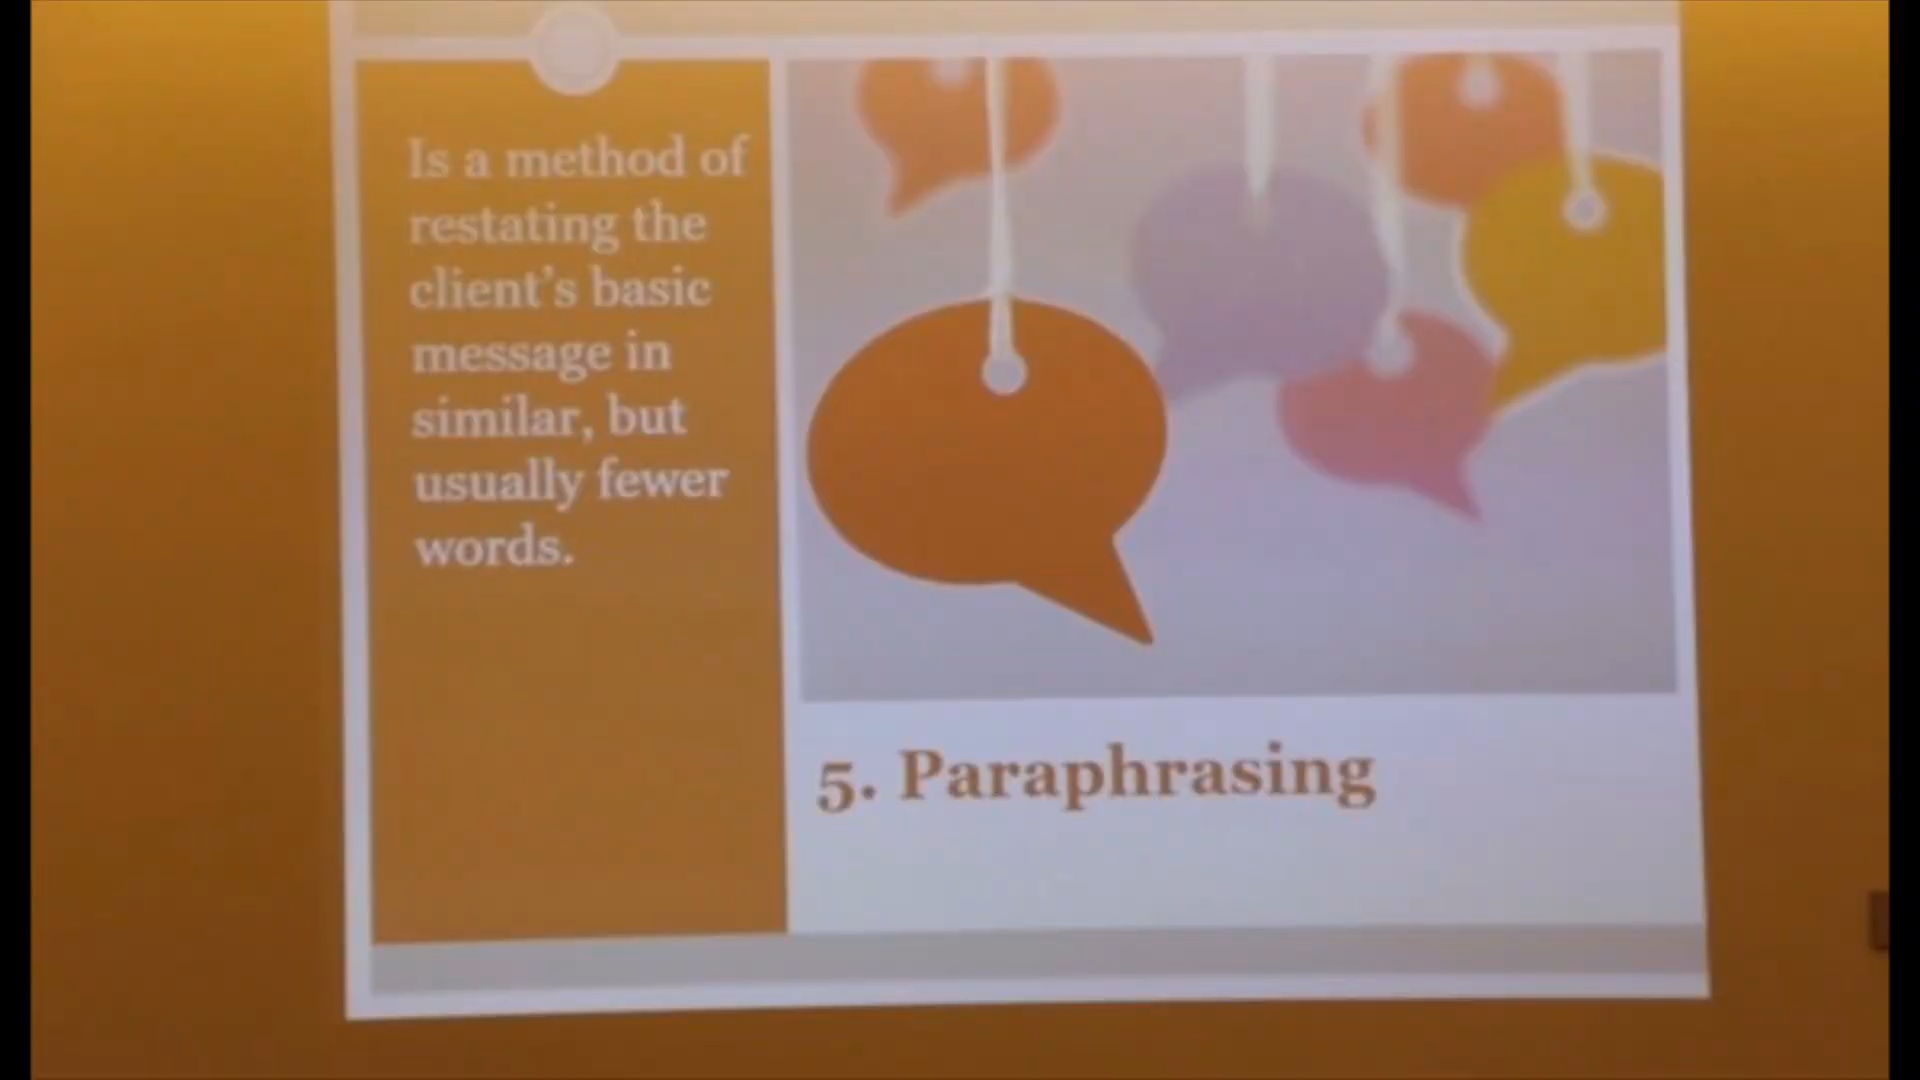 Is a method of
restating the
client's basic
message in
similar, but
usually fewer
words.
5. Paraphrasing